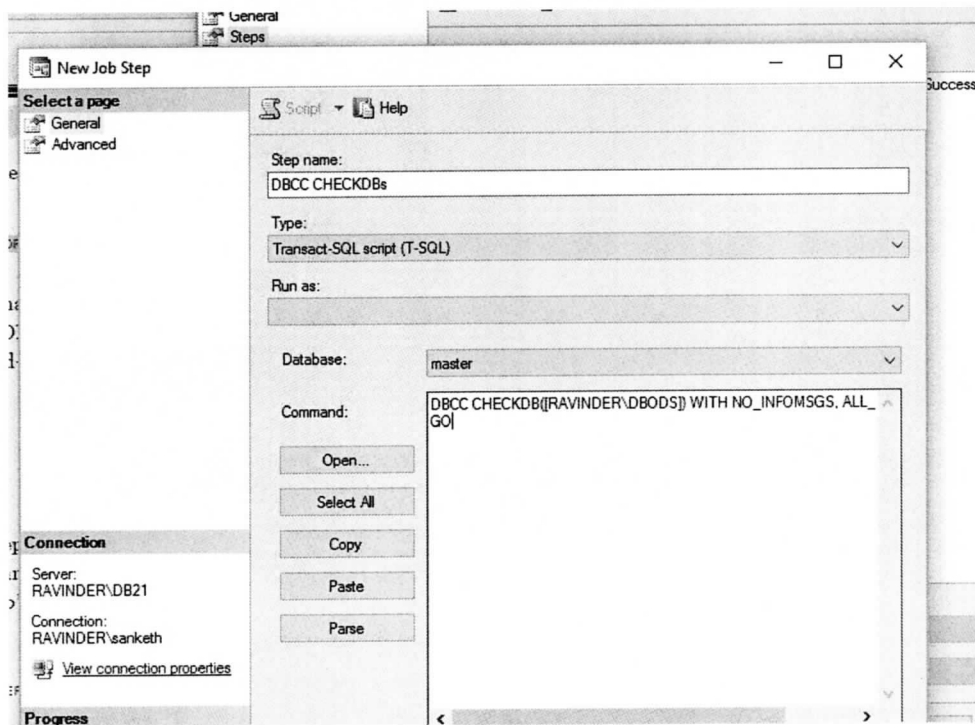 General
Steps
New Job Step
Success
Select a page
General
Advanced
Script
Help
Step name:
DBCC CHECKDBs
Type:
Transact-SQL script (T-SQL)
Run as:
Database:
master
Command:
DBCC CHECKDB([RAVINDER\DBODS]) WITH NO_INFOMSGS, ALL_
GO
Open...
Select All
Copy
Paste
Parse
Connection
Server:
RAVINDER\DB21
Connection:
RAVINDER\sanketh
View connection properties
Progress